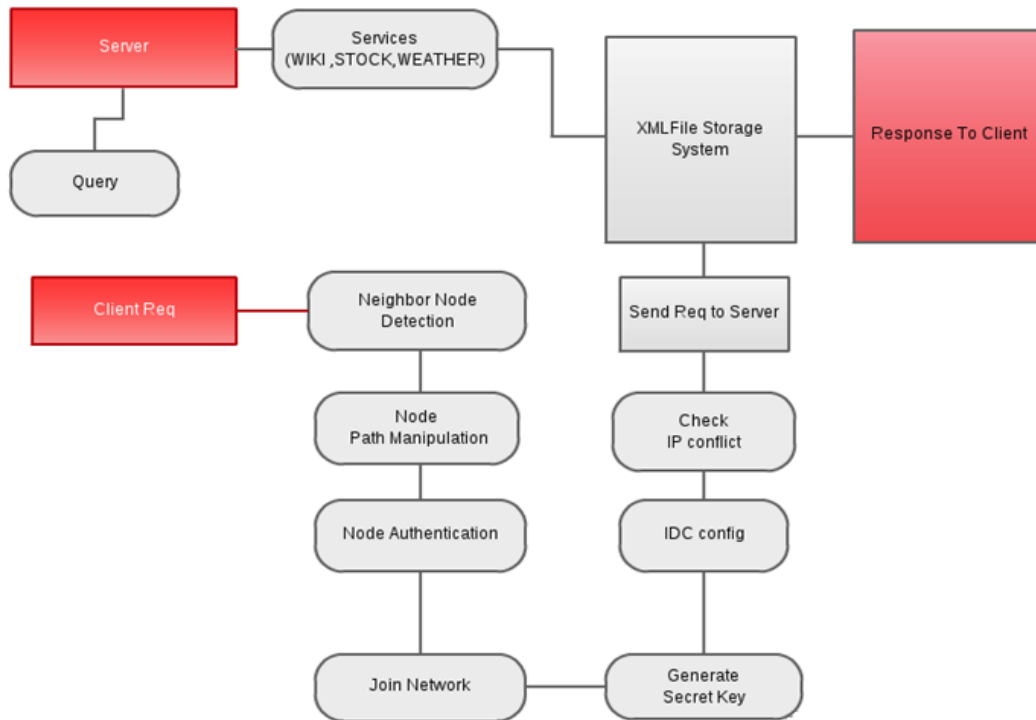 Server
Services
(WIKI ,STOCK,WEATHER)
XMLFile Storage
System
Response To Client
Query
Client Req
Neighbor Node
Detection
Send Req to Server
Node
Path Manipulation
Check
IP conflict
Node Authentication
IDC config
Join Network
Generate
Secret Key